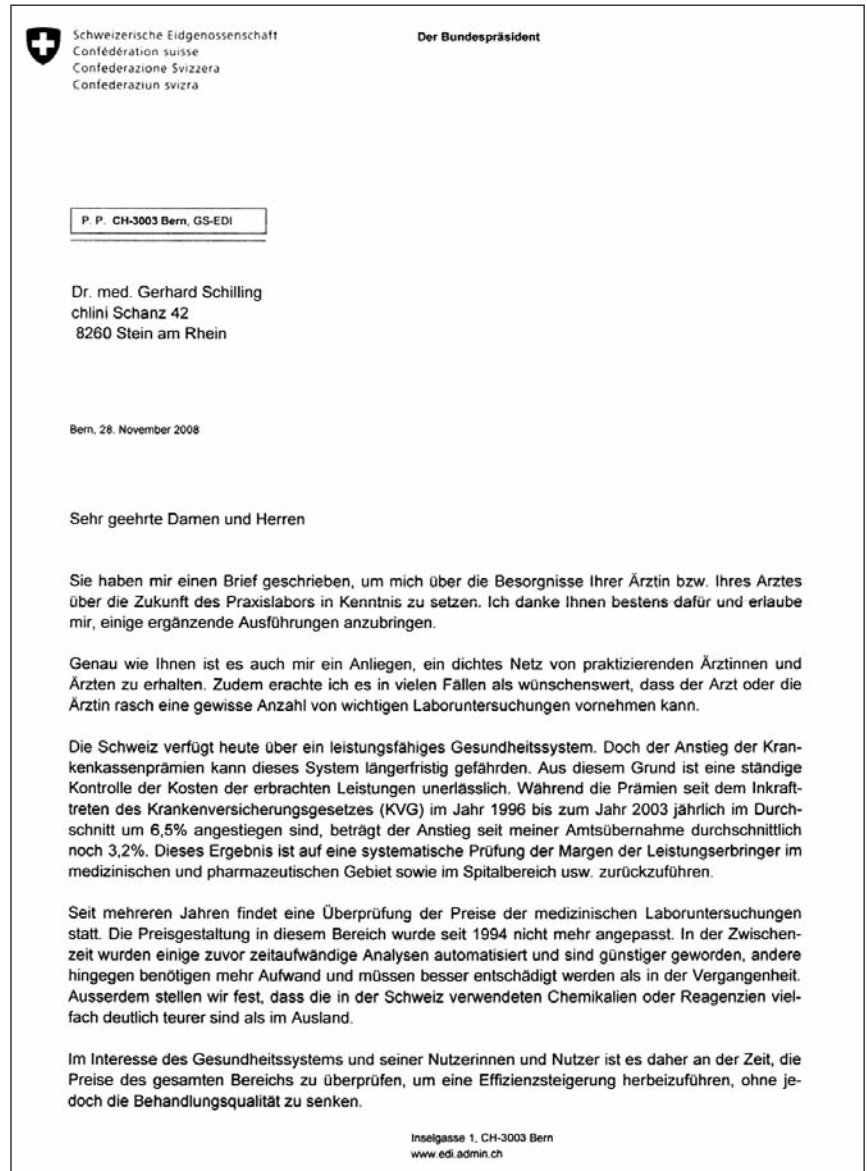 Schweizerische Eidgenossenschaft
Confédération suisse
Confederazione Svizzera
Confederaziun svizra
Der Bundespräsident
P. P. CH-3003 Bern, GS-EDI
Dr. med. Gerhard Schilling
chlini Schanz 42
8260 Stein am Rhein
Bern, 28. November 2008
Sehr geehrte Damen und Herren
Sie haben mir einen Brief geschrieben, um mich über die Besorgnisse Ihrer Ärztin bzw. Ihres Arztes
über die Zukunft des Praxislabors in Kenntnis zu setzen. Ich danke Ihnen bestens dafür und erlaube
mir, einige ergänzende Ausführungen anzubringen.
Genau wie Ihnen ist es auch mir ein Anliegen, ein dichtes Netz von praktizierenden Ärztinnen und
Ärzten zu erhalten. Zudem erachte ich es in vielen Fällen als wünschenswert, dass der Arzt oder die
Ärztin rasch eine gewisse Anzahl von wichtigen Laboruntersuchungen vornehmen kann.
Die Schweiz verfügt heute über ein leistungsfähiges Gesundheitssystem. Doch der Anstieg der Kran-
kenkassenprämien kann dieses System längerfristig gefährden. Aus diesem Grund ist eine ständige
Kontrolle der Kosten der erbrachten Leistungen unerlässlich. Während die Prämien seit dem Inkraft-
treten des Krankenversicherungsgesetzes (KVG) im Jahr 1996 bis zum Jahr 2003 jährlich im Durch-
schnitt um 6,5% angestiegen sind, beträgt der Anstieg seit meiner Amtsübernahme durchschnittlich
noch 3,2%. Dieses Ergebnis ist auf eine systematische Prüfung der Margen der Leistungserbringer im
medizinischen und pharmazeutischen Gebiet sowie im Spitalbereich usw. zurückzuführen.
Seit mehreren Jahren findet eine Überprüfung der Preise der medizinischen Laboruntersuchungen
statt. Die Preisgestaltung in diesem Bereich wurde seit 1994 nicht mehr angepasst. In der Zwischen-
zeit wurden einige zuvor zeitaufwändige Analysen automatisiert und sind günstiger geworden, andere
hingegen benötigen mehr Aufwand und müssen besser entschädigt werden als in der Vergangenheit.
Ausserdem stellen wir fest, dass die in der Schweiz verwendeten Chemikalien oder Reagenzien viel-
fach deutlich teurer sind als im Ausland.
Im Interesse des Gesundheitssystems und seiner Nutzerinnen und Nutzer ist es daher an der Zeit, die
Preise des gesamten Bereichs zu überprüfen, um eine Effizienzsteigerung herbeizuführen, ohne je-
doch die Behandlungsqualität zu senken.
Inselgasse 1, CH-3003 Bern
www.edi.admin.ch